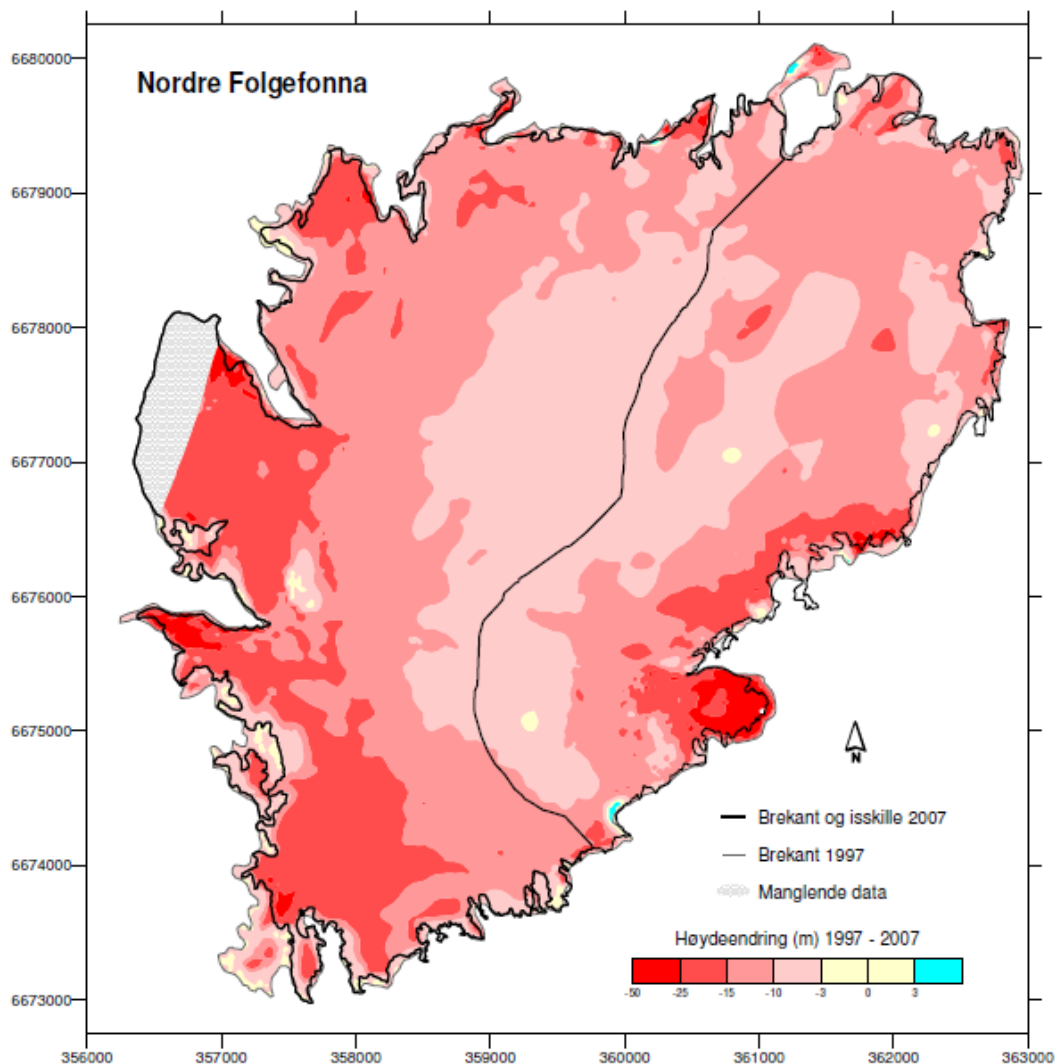 Nordre Folgefonna
6680000
6679000
6678000
6677000
6676000
6675000
6674000
6673000
N
Brekant og isskille 2007
Brekant 1997
Manglende data
Høydeendring (m) 1997 - 2007
-50 -25 -15 -10 -3 0 3
356000 357000 358000 359000 360000 361000 362000 363000